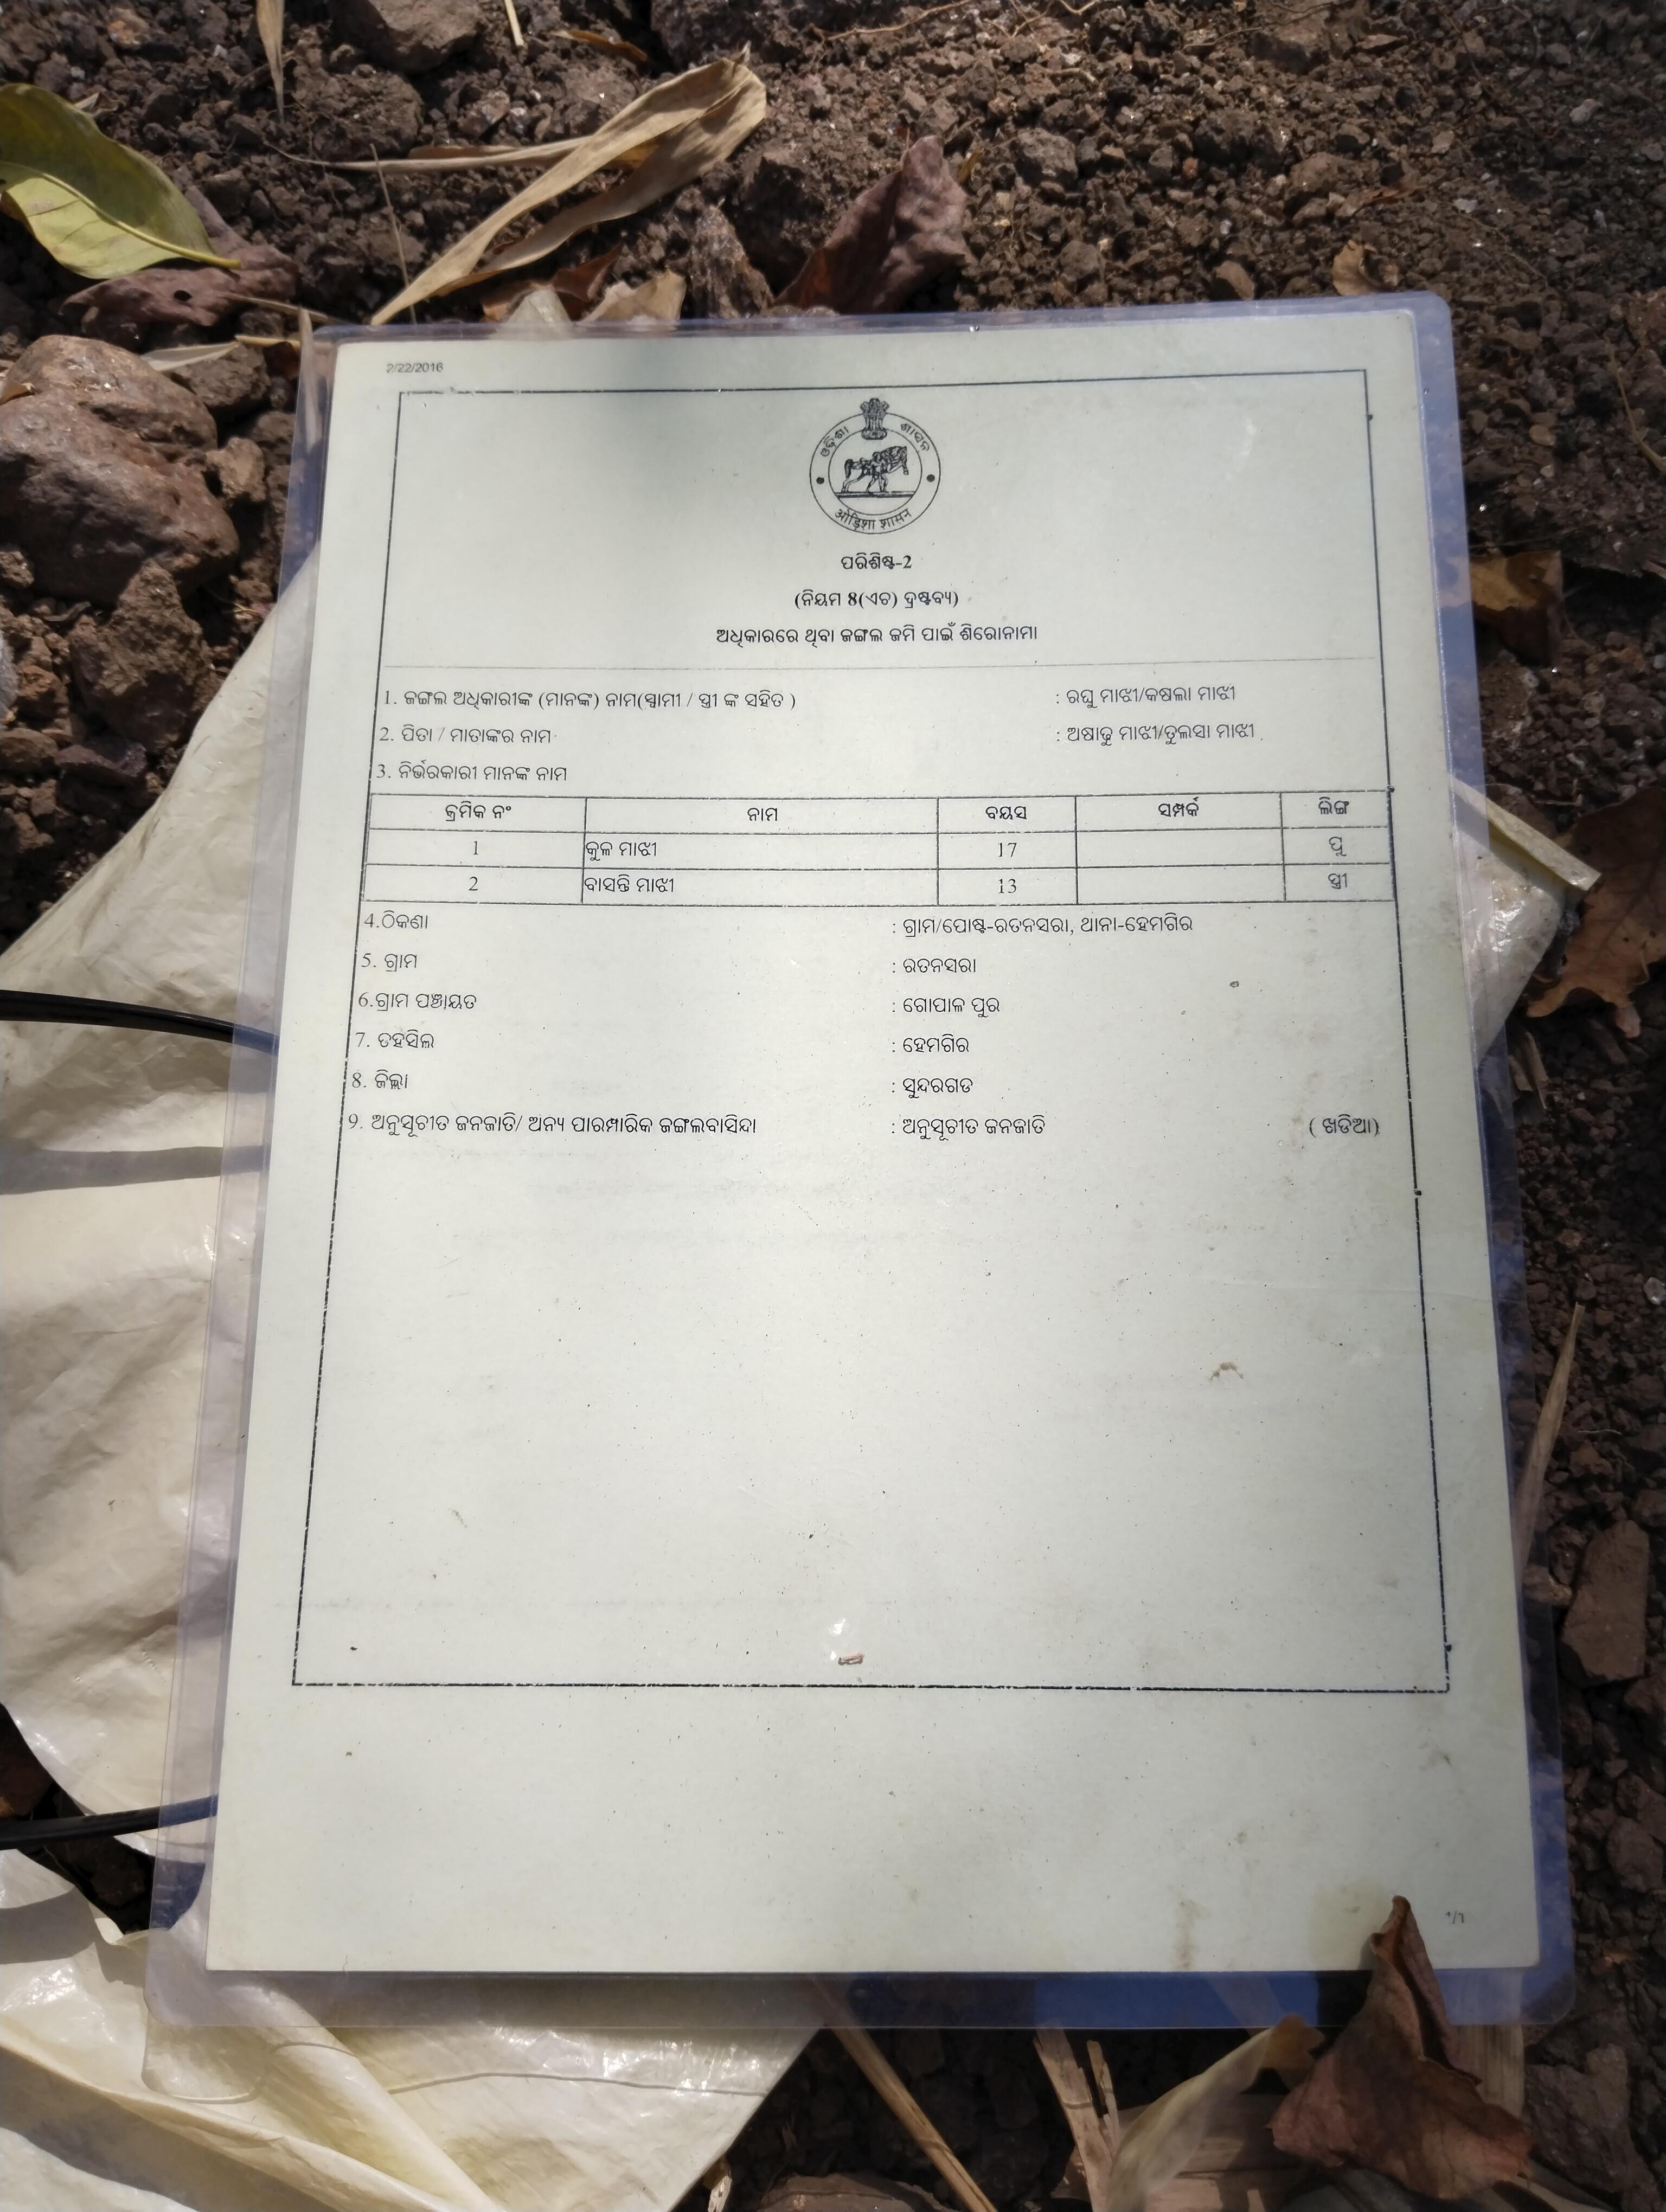 2/22/2016
ଓଡ଼ିଶା ଶାସନ
ओड़िशा शासन
ପରିଶିଷ୍ଟ-2
(ନିୟମ 8(ଏଚ) ଦ୍ରଷ୍ଟବ୍ୟ)
ଅଧିକାରରେ ଥିବା ଜଙ୍ଗଲ ଜମି ପାଇଁ ଶିରୋନାମା
1. ଜଙ୍ଗଲ ଅଧିକାରୀଙ୍କ (ମାନଙ୍କ) ନାମ(ସ୍ଵାମୀ / ସ୍ତ୍ରୀ ଙ୍କ ସହିତ ) : ରଘୁ ମାଝୀ/କଷଲା ମାଝୀ
2. ପିତା / ମାତାଙ୍କର ନାମ : ଅଷାଢୁ ମାଝୀ/ତୁଲସା ମାଝୀ
3. ନିର୍ଭରକାରୀ ମାନଙ୍କ ନାମ
କ୍ରମିକ ନଂ ନାମ ବୟସ ସମ୍ପର୍କ ଲିଙ୍ଗ
1 କୁଳ ମାଝୀ 17 ପୁ
2 ବାସନ୍ତି ମାଝୀ 13 ସ୍ତ୍ରୀ
4.ଠିକଣା : ଗ୍ରାମ/ପୋଷ୍ଟ-ରତନସରା, ଥାନା-ହେମଗିର
5. ଗ୍ରାମ : ରତନସରା
6.ଗ୍ରାମ ପଞ୍ଚାୟତ : ଗୋପାଳ ପୁର
7. ତହସିଲ : ହେମଗିର
8. ଜିଲ୍ଲା : ସୁନ୍ଦରଗଡ
9. ଅନୁସୂଚୀତ ଜନଜାତି/ ଅନ୍ୟ ପାରମ୍ପାରିକ ଜଙ୍ଗଲବାସିନ୍ଦା : ଅନୁସୂଚୀତ ଜନଜାତି ( ଖଡିଆ)
1/1